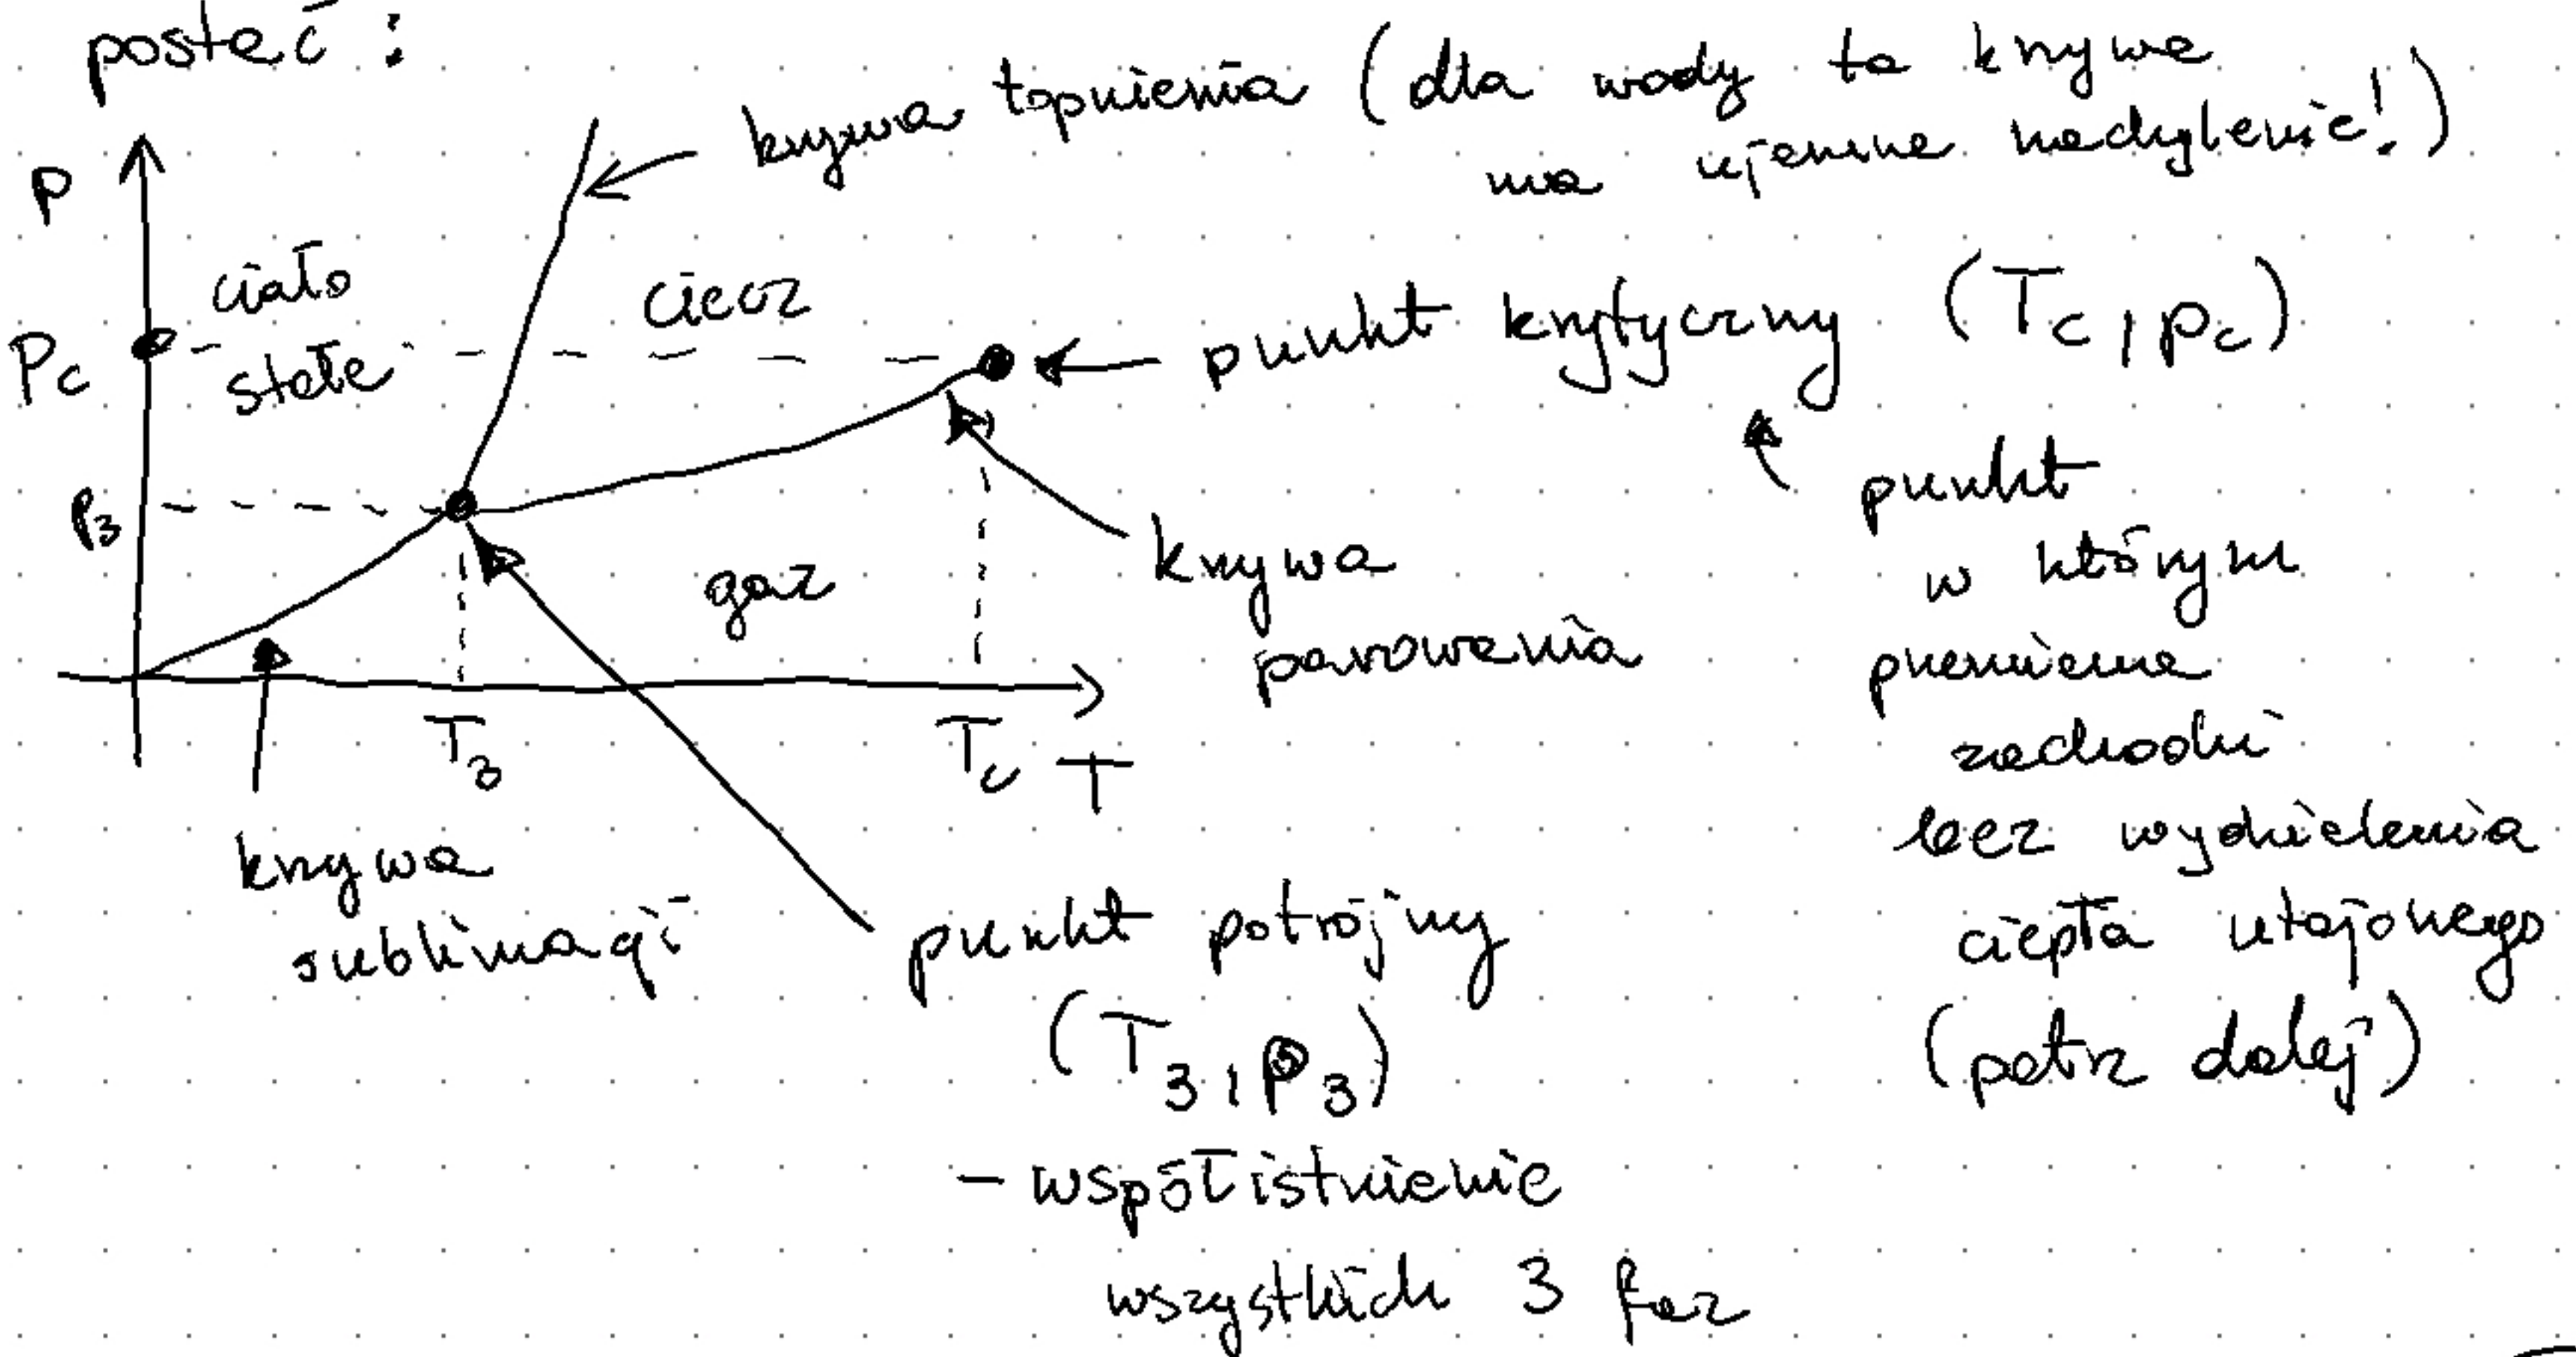 postać :
krzywa topnienia (dla wody ta krzywa
ma ujemne nachylenie!)
p
ciało
stałe
ciecz
Pc
punkt krytyczny (Tc, pc)
punkt
w którym
przemiana
zachodzi
bez wydzielenia
ciepła utajonego
(patrz dalej)
p3
gaz
krzywa
parowania
T3
Tc
T
krzywa
sublimacji
punkt potrójny
(T3, p3)
- współistnienie
wszystkich 3 faz